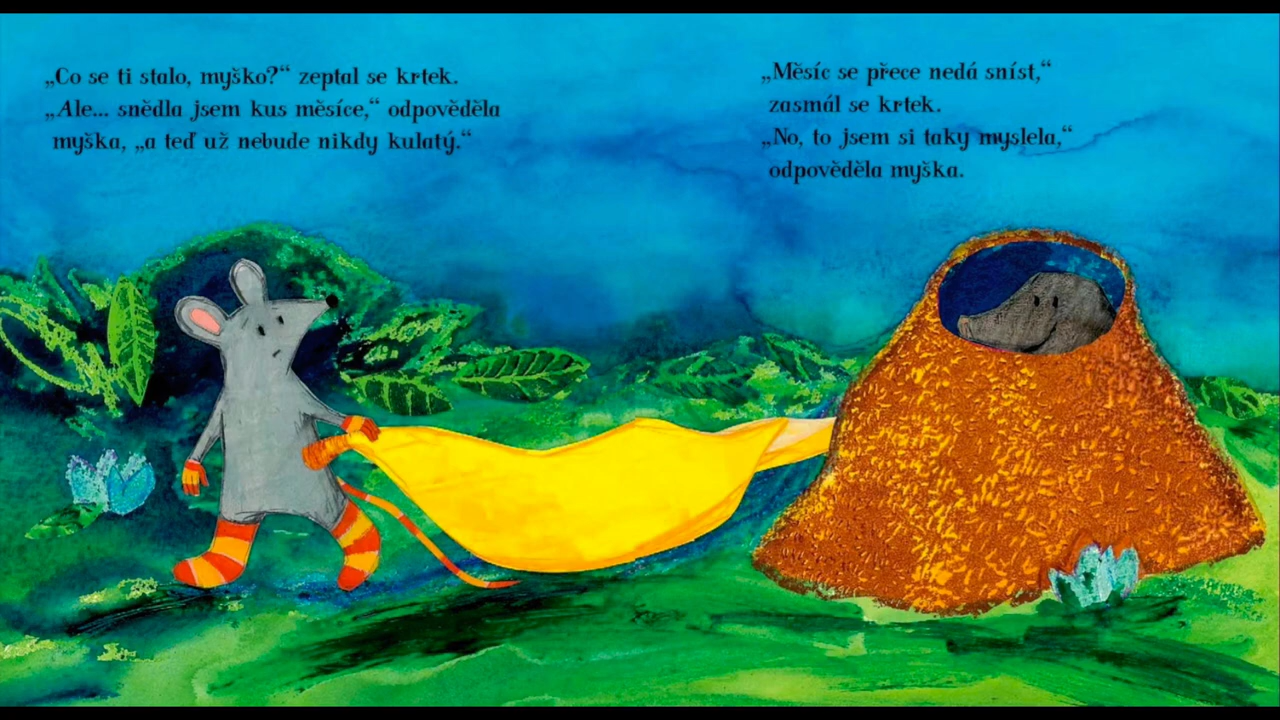 „Co se ti stalo, myško?“ zeptal se krtek.
„Ale... snědla jsem kus měsíce,“ odpověděla
myška, „a teď už nebude nikdy kulatý.“
„Měsíc se přece nedá sníst,“
zasmál se krtek.
„No, to jsem si taky myslela,“
odpověděla myška.